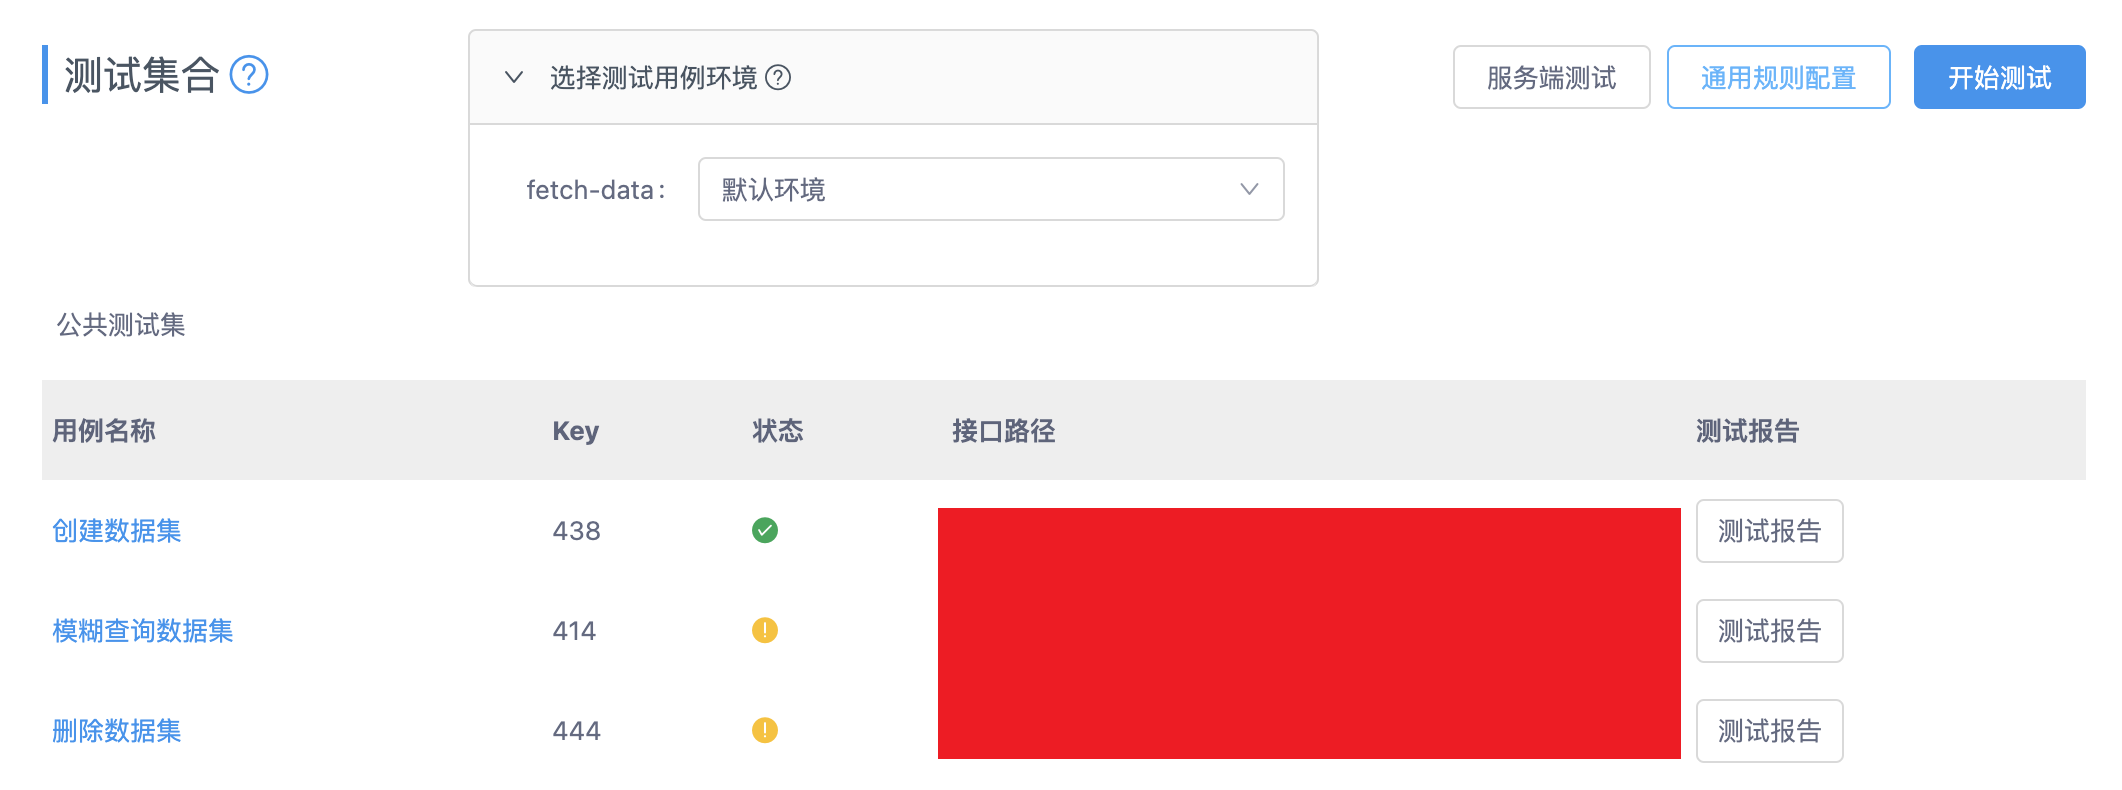 测试集合
选择测试用例环境
服务端测试
通用规则配置
开始测试
fetch-data :
默认环境
公共测试集
用例名称 Key 状态 接口路径 测试报告
创建数据集 438 测试报告
模糊查询数据集 414 测试报告
删除数据集 444 测试报告